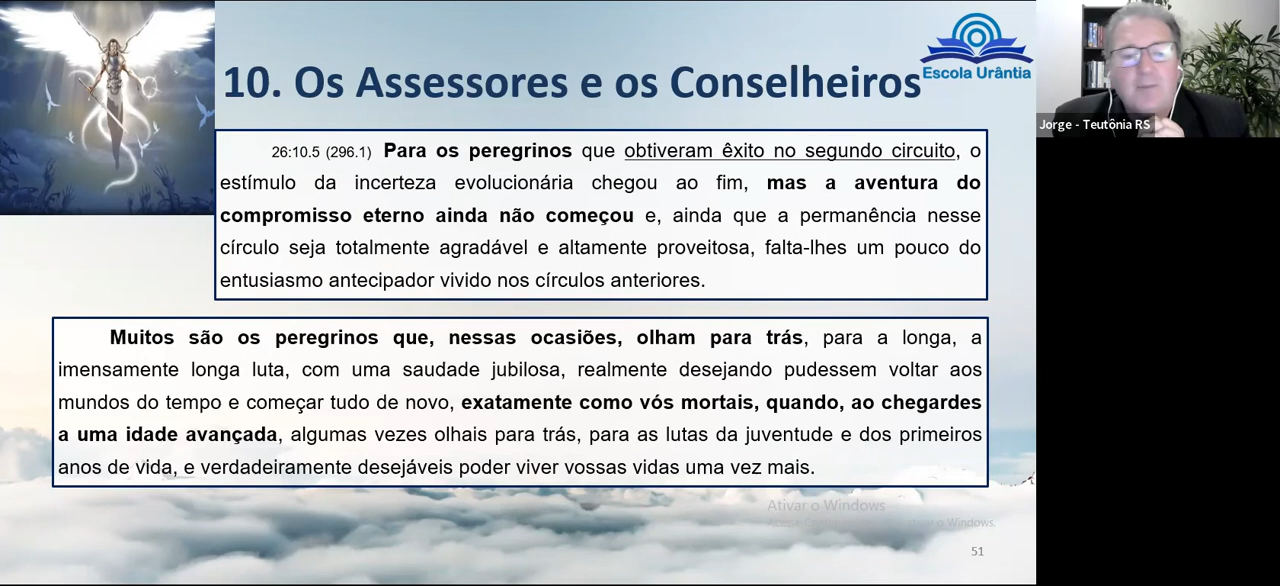 Escola Urântia
10. Os Assessores e os Conselheiros
Jorge - Teutônia RS
26:10.5 (296.1) Para os peregrinos que obtiveram êxito no segundo circuito, o
estímulo da incerteza evolucionária chegou ao fim, mas a aventura do
compromisso eterno ainda não começou e, ainda que a permanência nesse
círculo seja totalmente agradável e altamente proveitosa, falta-lhes um pouco do
entusiasmo antecipador vivido nos círculos anteriores.
Muitos são os peregrinos que, nessas ocasiões, olham para trás, para a longa, a
imensamente longa luta, com uma saudade jubilosa, realmente desejando pudessem voltar aos
mundos do tempo e começar tudo de novo, exatamente como vós mortais, quando, ao chegardes
a uma idade avançada, algumas vezes olhais para trás, para as lutas da juventude e dos primeiros
anos de vida, e verdadeiramente desejáveis poder viver vossas vidas uma vez mais.
Ativar o Windows
o Windows.
51